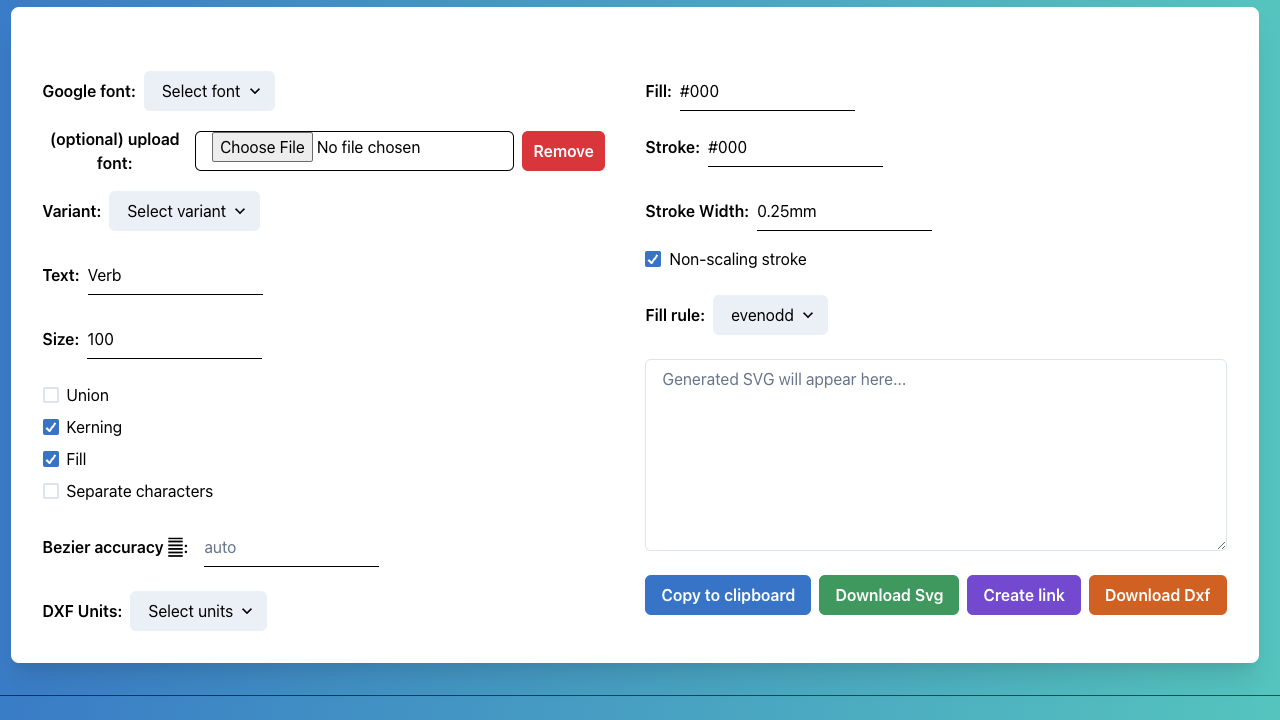 Google font: Select font
(optional) upload font: Choose File No file chosen Remove
Variant: Select variant
Text: Verb
Size: 100
Union
Kerning
Fill
Separate characters
Bezier accuracy 𝌆: auto
DXF Units: Select units
Fill: #000
Stroke: #000
Stroke Width: 0.25mm
Non-scaling stroke
Fill rule: evenodd
Generated SVG will appear here...
Copy to clipboard Download Svg Create link Download Dxf